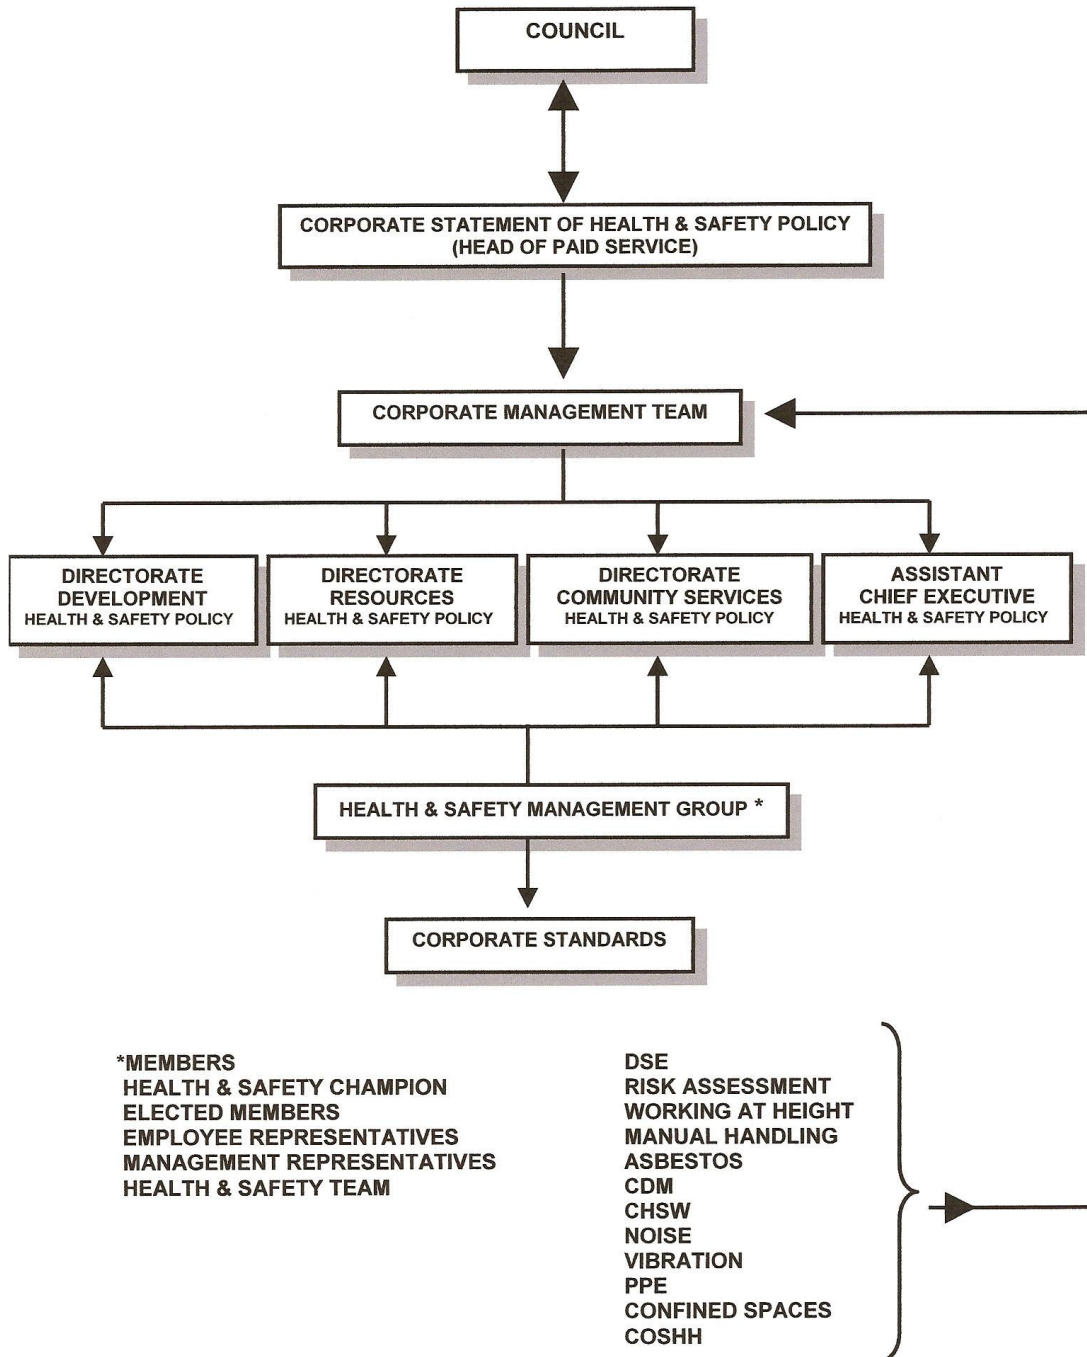 COUNCIL
CORPORATE STATEMENT OF HEALTH & SAFETY POLICY
(HEAD OF PAID SERVICE)
CORPORATE MANAGEMENT TEAM
DIRECTORATE
DEVELOPMENT
HEALTH & SAFETY POLICY
DIRECTORATE
RESOURCES
HEALTH & SAFETY POLICY
DIRECTORATE
COMMUNITY SERVICES
HEALTH & SAFETY POLICY
ASSISTANT
CHIEF EXECUTIVE
HEALTH & SAFETY POLICY
HEALTH & SAFETY MANAGEMENT GROUP *
CORPORATE STANDARDS
*MEMBERS
HEALTH & SAFETY CHAMPION
ELECTED MEMBERS
EMPLOYEE REPRESENTATIVES
MANAGEMENT REPRESENTATIVES
HEALTH & SAFETY TEAM
DSE
RISK ASSESSMENT
WORKING AT HEIGHT
MANUAL HANDLING
ASBESTOS
CDM
CHSW
NOISE
VIBRATION
PPE
CONFINED SPACES
COSHH